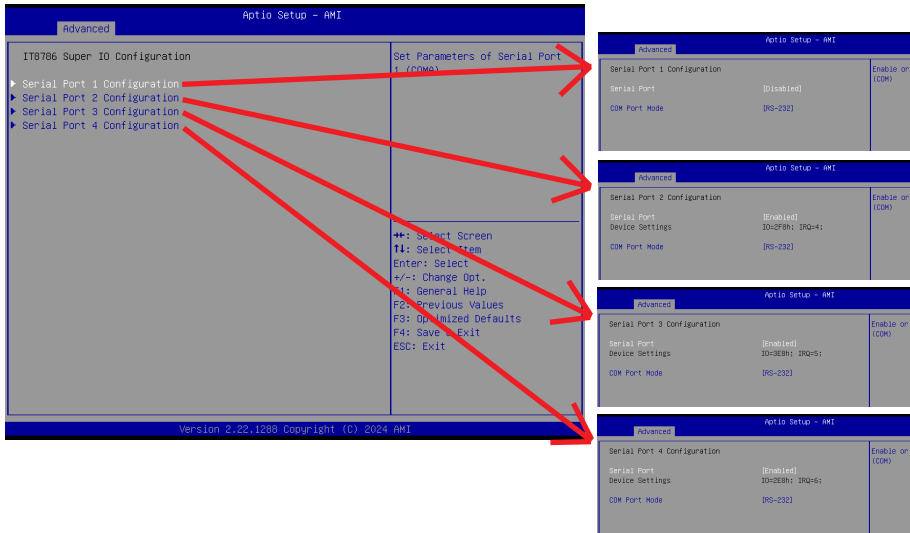 Aptio Setup - AMI
Advanced
IT8786 Super IO Configuration
Serial Port 1 Configuration
Serial Port 2 Configuration
Serial Port 3 Configuration
Serial Port 4 Configuration
Set Parameters of Serial Port
1 (COMA)
→←: Select Screen
↑↓: Select Item
Enter: Select
+/-: Change Opt.
F1: General Help
F2: Previous Values
F3: Optimized Defaults
F4: Save & Exit
ESC: Exit
Version 2.22.1288 Copyright (C) 2024 AMI
Aptio Setup - AMI
Advanced
Serial Port 1 Configuration
Serial Port [Disabled]
COM Port Mode [RS-232]
Enable or
(COM)
Aptio Setup - AMI
Advanced
Serial Port 2 Configuration
Serial Port [Enabled]
Device Settings IO=2F8h; IRQ=4;
COM Port Mode [RS-232]
Enable or
(COM)
Aptio Setup - AMI
Advanced
Serial Port 3 Configuration
Serial Port [Enabled]
Device Settings IO=3E8h; IRQ=5;
COM Port Mode [RS-232]
Enable or
(COM)
Aptio Setup - AMI
Advanced
Serial Port 4 Configuration
Serial Port [Enabled]
Device Settings IO=2E8h; IRQ=6;
COM Port Mode [RS-232]
Enable or
(COM)